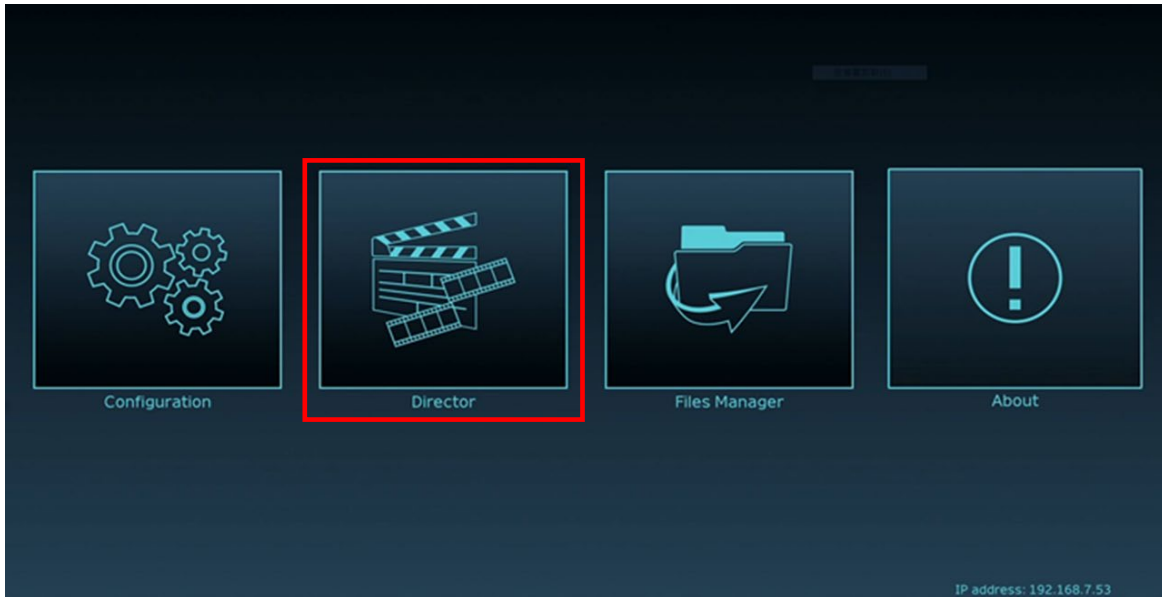 Configuration
Director
Files Manager
About
IP address: 192.168.7.53